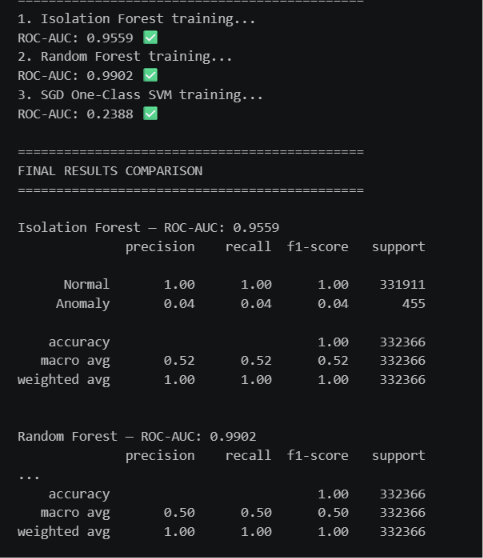 ==============================================
1. Isolation Forest training...
ROC-AUC: 0.9559 ✅
2. Random Forest training...
ROC-AUC: 0.9902 ✅
3. SGD One-Class SVM training...
ROC-AUC: 0.2388 ✅
==============================================
FINAL RESULTS COMPARISON
==============================================
Isolation Forest — ROC-AUC: 0.9559
precision recall f1-score support
Normal 1.00 1.00 1.00 331911
Anomaly 0.04 0.04 0.04 455
accuracy 1.00 332366
macro avg 0.52 0.52 0.52 332366
weighted avg 1.00 1.00 1.00 332366
Random Forest — ROC-AUC: 0.9902
precision recall f1-score support
...
accuracy 1.00 332366
macro avg 0.50 0.50 0.50 332366
weighted avg 1.00 1.00 1.00 332366